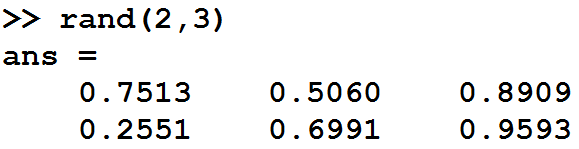 >> rand(2,3)
ans =
0.7513 0.5060 0.8909
0.2551 0.6991 0.9593